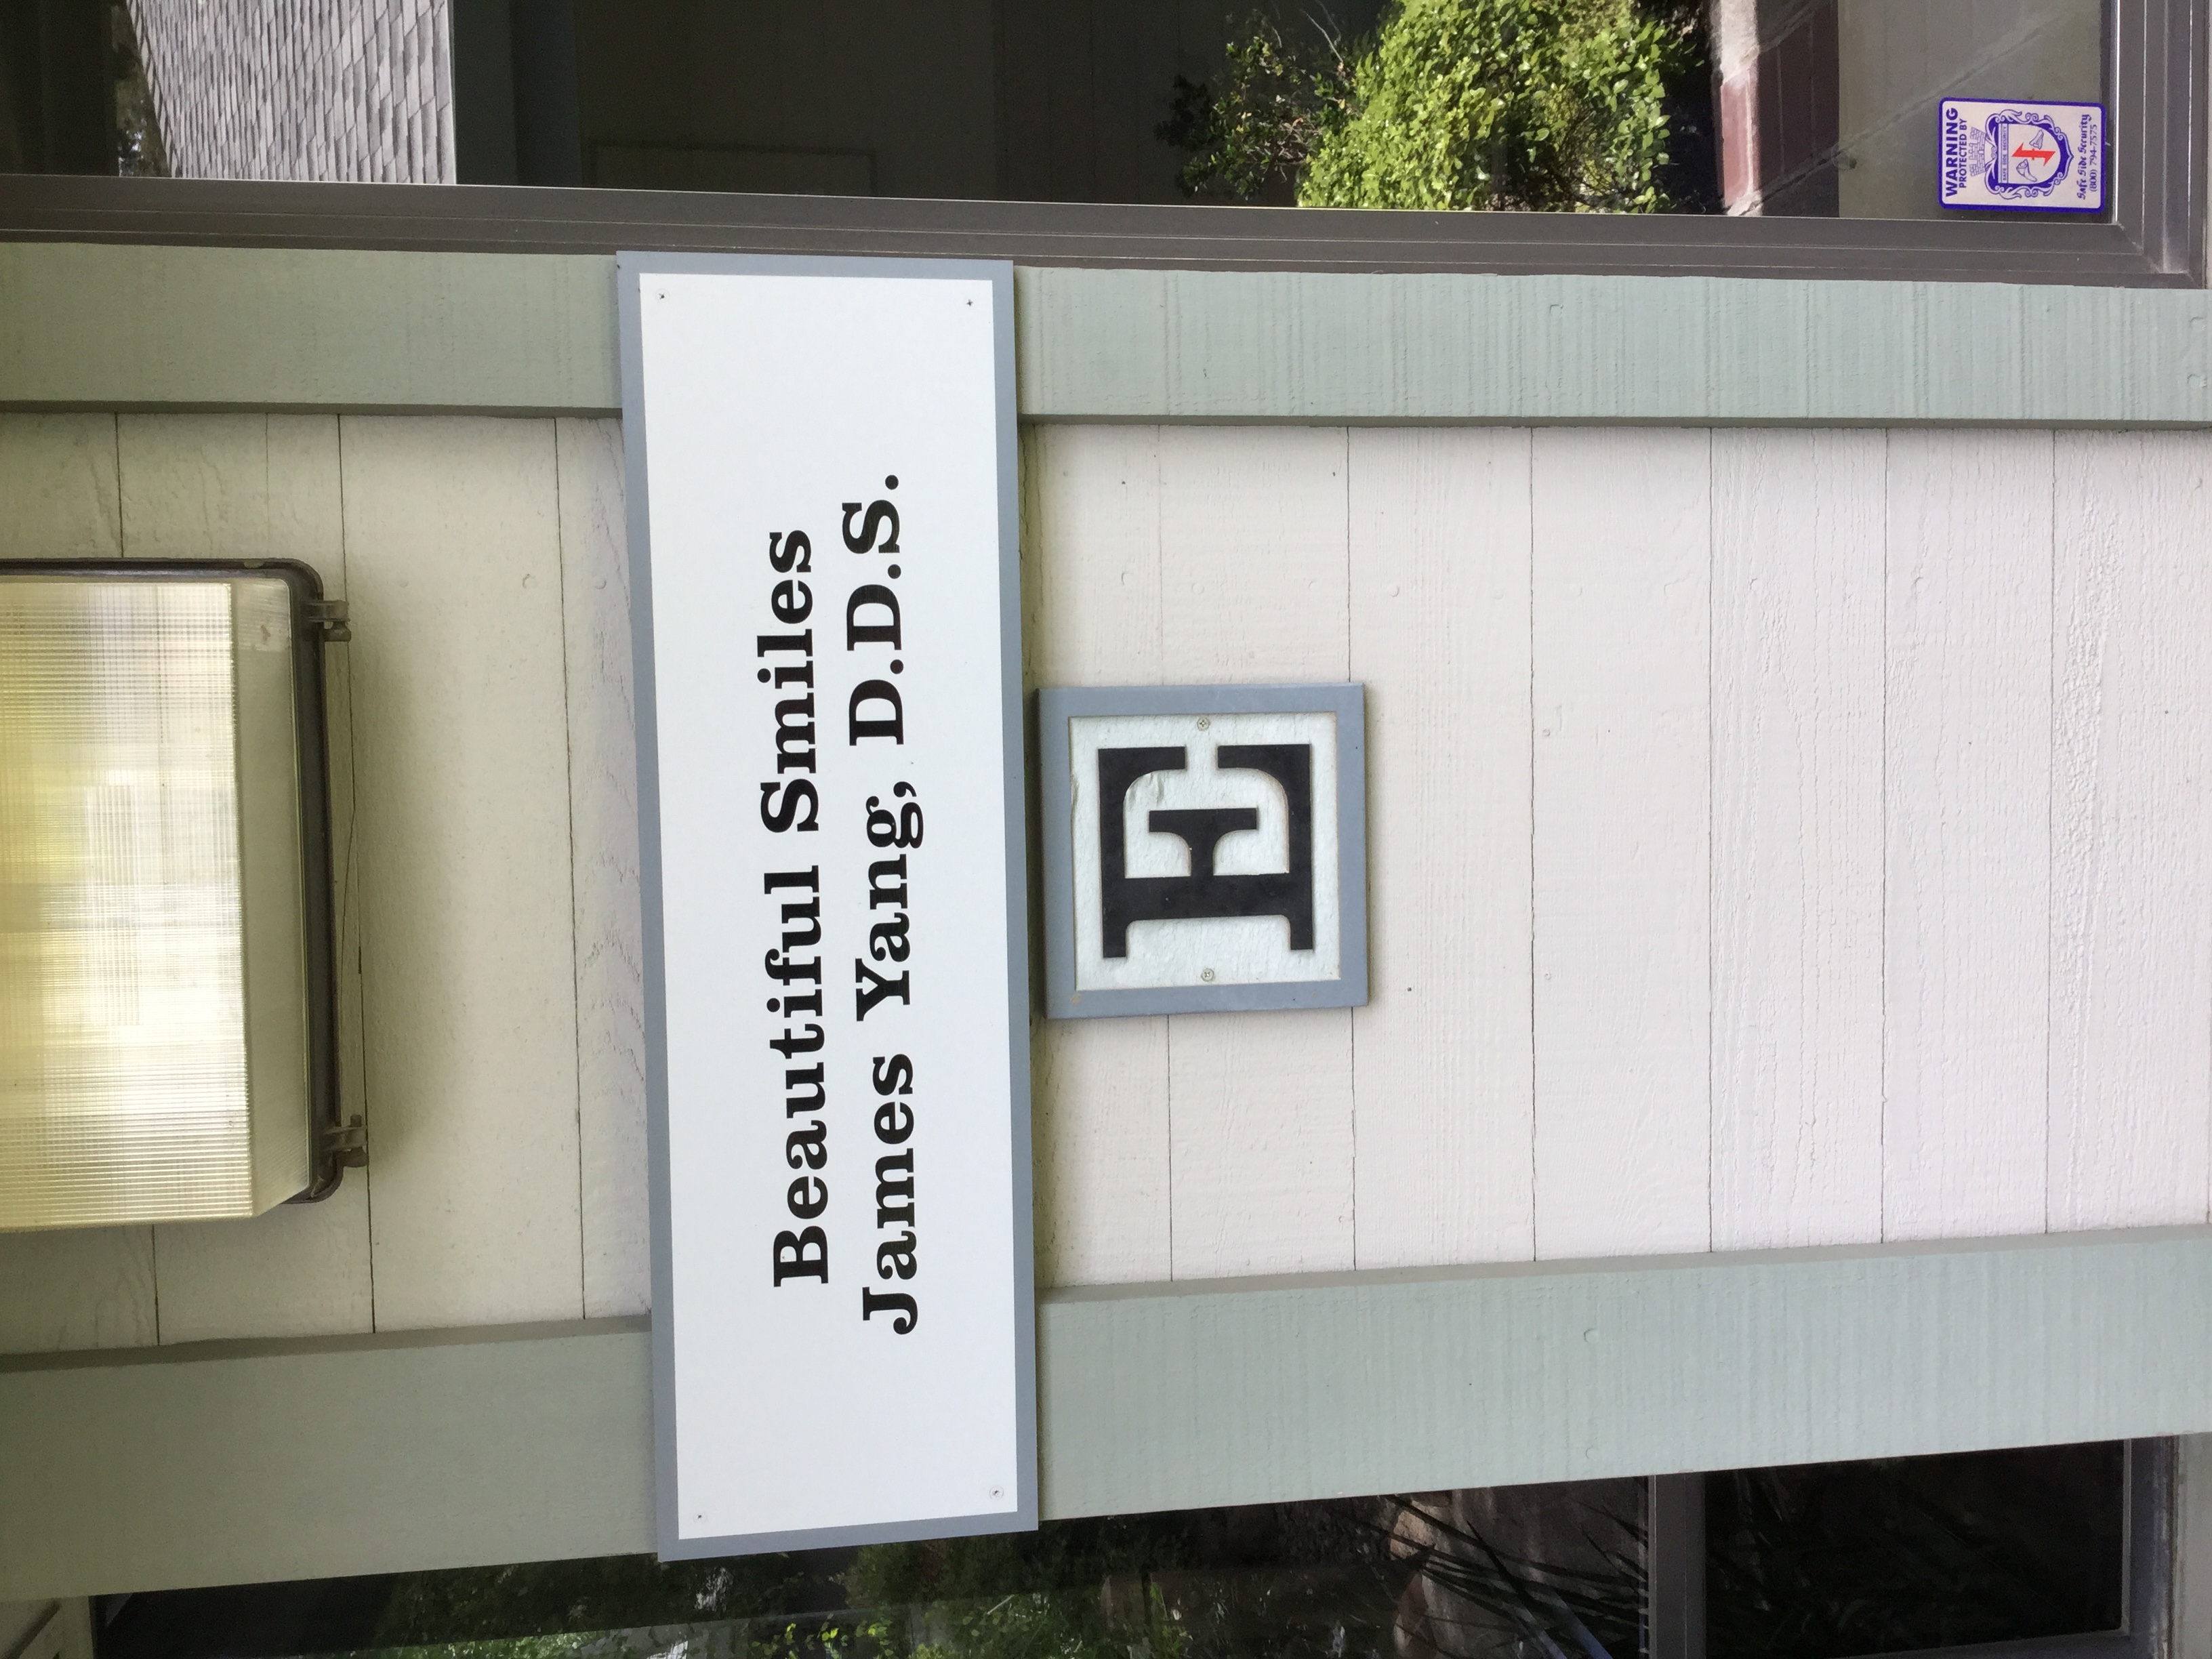 Beautiful Smiles
James Yang, D.D.S.
E
WARNING
PROTECTED BY
Safe Side Security
(800) 794-7575